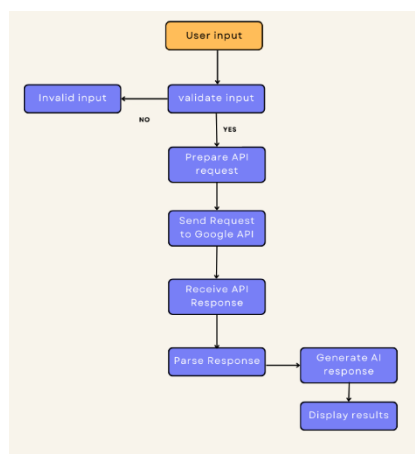 User input
Invalid input
validate input
NO
YES
Prepare API
request
Send Request
to Google API
Receive API
Response
Parse Response
Generate AI
response
Display results